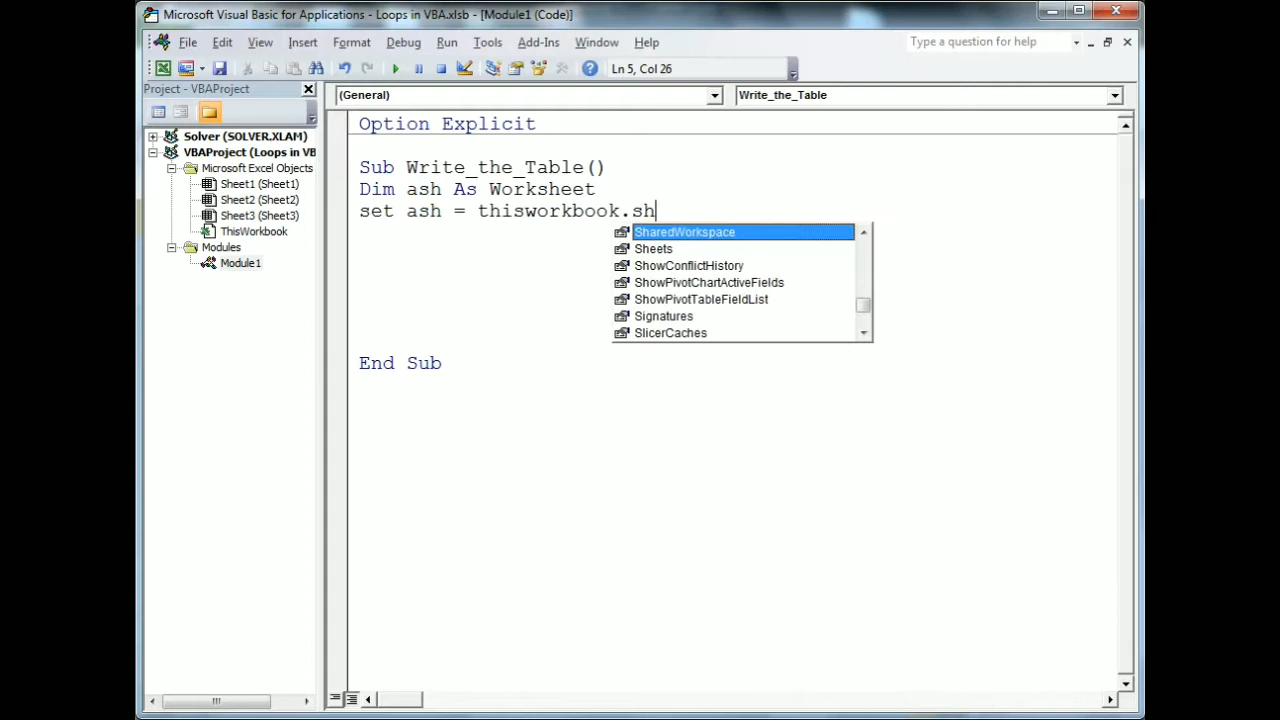 Microsoft Visual Basic for Applications - Loops in VBA.xlsb - [Module1 (Code)]
File Edit View Insert Format Debug Run Tools Add-Ins Window Help
Type a question for help
Ln 5, Col 26
Project - VBAProject
(General)
Write_the_Table
Solver (SOLVER.XLAM)
VBAProject (Loops in VB
Microsoft Excel Objects
Sheet1 (Sheet1)
Sheet2 (Sheet2)
Sheet3 (Sheet3)
ThisWorkbook
Modules
Module1
Option Explicit
Sub Write_the_Table()
Dim ash As Worksheet
set ash = thisworkbook.sh
SharedWorkspace
Sheets
ShowConflictHistory
ShowPivotChartActiveFields
ShowPivotTableFieldList
Signatures
SlicerCaches
End Sub